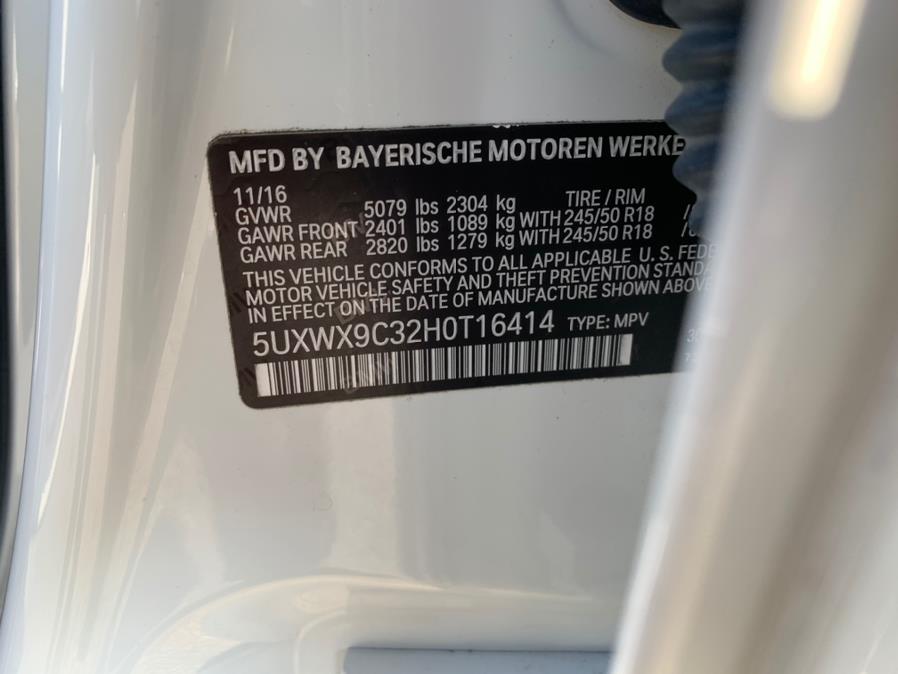 MFD BY BAYERISCHE MOTOREN WERKE
11/16 TIRE / RIM
GVWR 5079 lbs 2304 kg
GAWR FRONT 2401 lbs 1089 kg WITH 245/50 R18
GAWR REAR 2820 lbs 1279 kg WITH 245/50 R18
THIS VEHICLE CONFORMS TO ALL APPLICABLE U. S. FEDE
MOTOR VEHICLE SAFETY AND THEFT PREVENTION STANDA
IN EFFECT ON THE DATE OF MANUFACTURE SHOWN ABOVE
5UXWX9C32H0T16414 TYPE: MPV